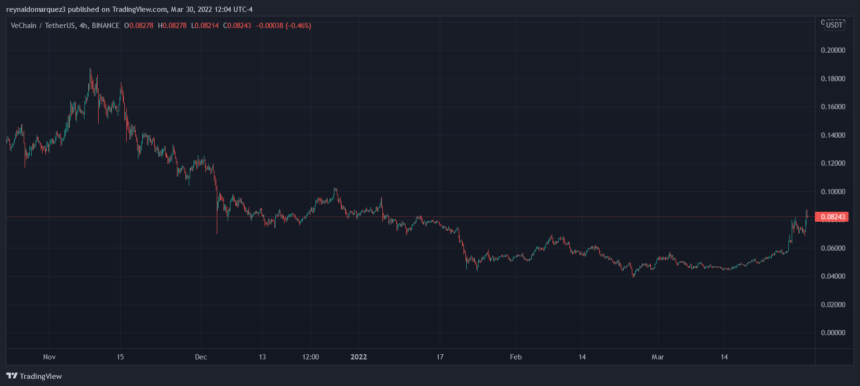 reynaldomarquez3 published on TradingView.com, Mar 30, 2022 12:04 UTC-4
VeChain / TetherUS, 4h, BINANCE O0.08278 H0.08278 L0.08214 C0.08243 -0.00038 (-0.46%)
USDT
0.20000
0.18000
0.16000
0.14000
0.12000
0.10000
0.08243
0.06000
0.04000
0.02000
0.00000
Nov 15 Dec 13 12:00 2022 17 Feb 14 Mar 14
TradingView